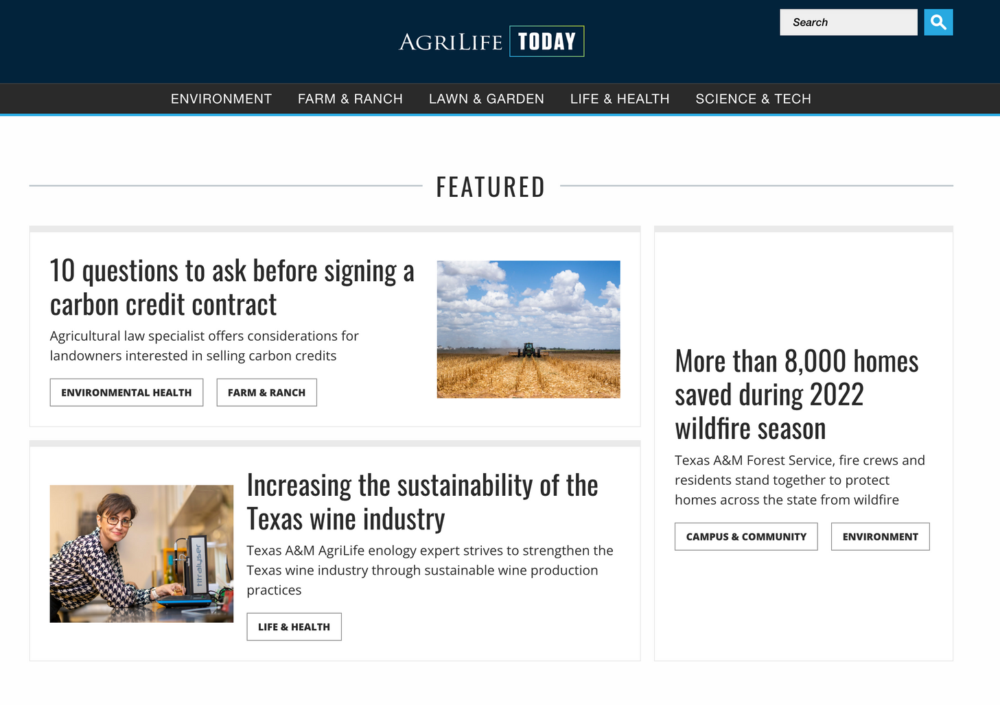 Search
AGRILIFE TODAY
ENVIRONMENT FARM & RANCH LAWN & GARDEN LIFE & HEALTH SCIENCE & TECH
FEATURED
10 questions to ask before signing a
carbon credit contract
Agricultural law specialist offers considerations for
landowners interested in selling carbon credits
ENVIRONMENTAL HEALTH FARM & RANCH
Increasing the sustainability of the
Texas wine industry
Texas A&M AgriLife enology expert strives to strengthen the
Texas wine industry through sustainable wine production
practices
LIFE & HEALTH
titralyser
More than 8,000 homes
saved during 2022
wildfire season
Texas A&M Forest Service, fire crews and
residents stand together to protect
homes across the state from wildfire
CAMPUS & COMMUNITY ENVIRONMENT